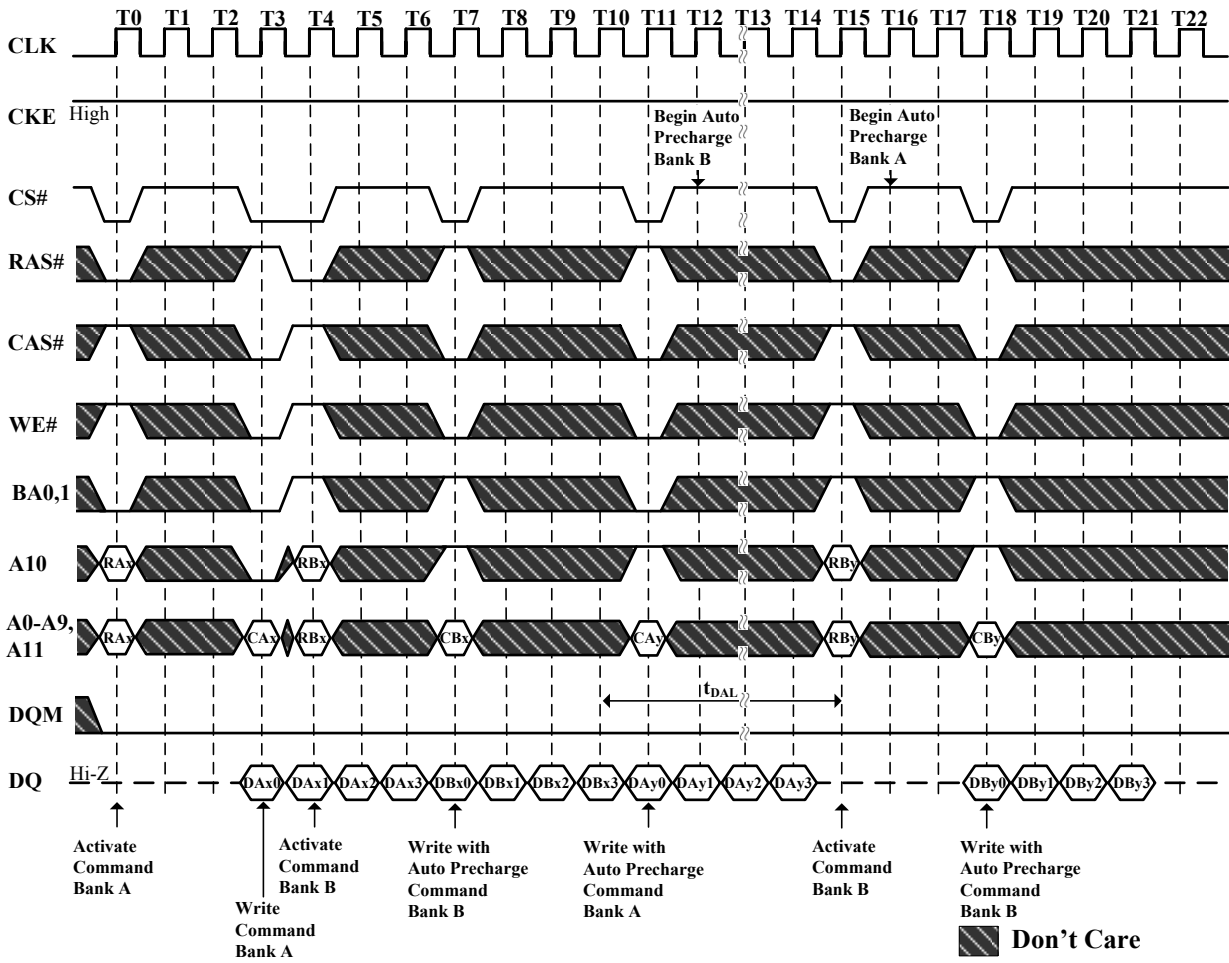 T0 T1 T2 T3 T4 T5 T6 T7 T8 T9 T10 T11 T12 T13 T14 T15 T16 T17 T18 T19 T20 T21 T22
CLK
CKE High
Begin Auto
Precharge
Bank B
Begin Auto
Precharge
Bank A
CS#
RAS#
CAS#
WE#
BA0,1
A10 RAx RBx RBy
A0-A9,
A11
RAx CAx RBx CBx CAy RBy CBy
tDAL
DQM
DQ Hi-Z DAx0 DAx1 DAx2 DAx3 DBx0 DBx1 DBx2 DBx3 DAy0 DAy1 DAy2 DAy3 DBy0 DBy1 DBy2 DBy3
Activate
Command
Bank A
Write
Command
Bank A
Activate
Command
Bank B
Write with
Auto Precharge
Command
Bank B
Write with
Auto Precharge
Command
Bank A
Activate
Command
Bank B
Write with
Auto Precharge
Command
Bank B
Don't Care